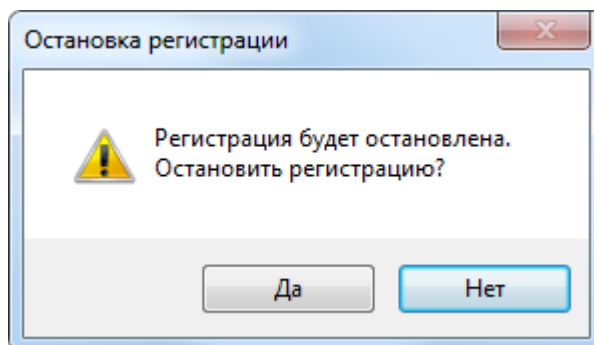 Остановка регистрации
Регистрация будет остановлена.
Остановить регистрацию?
Да
Нет